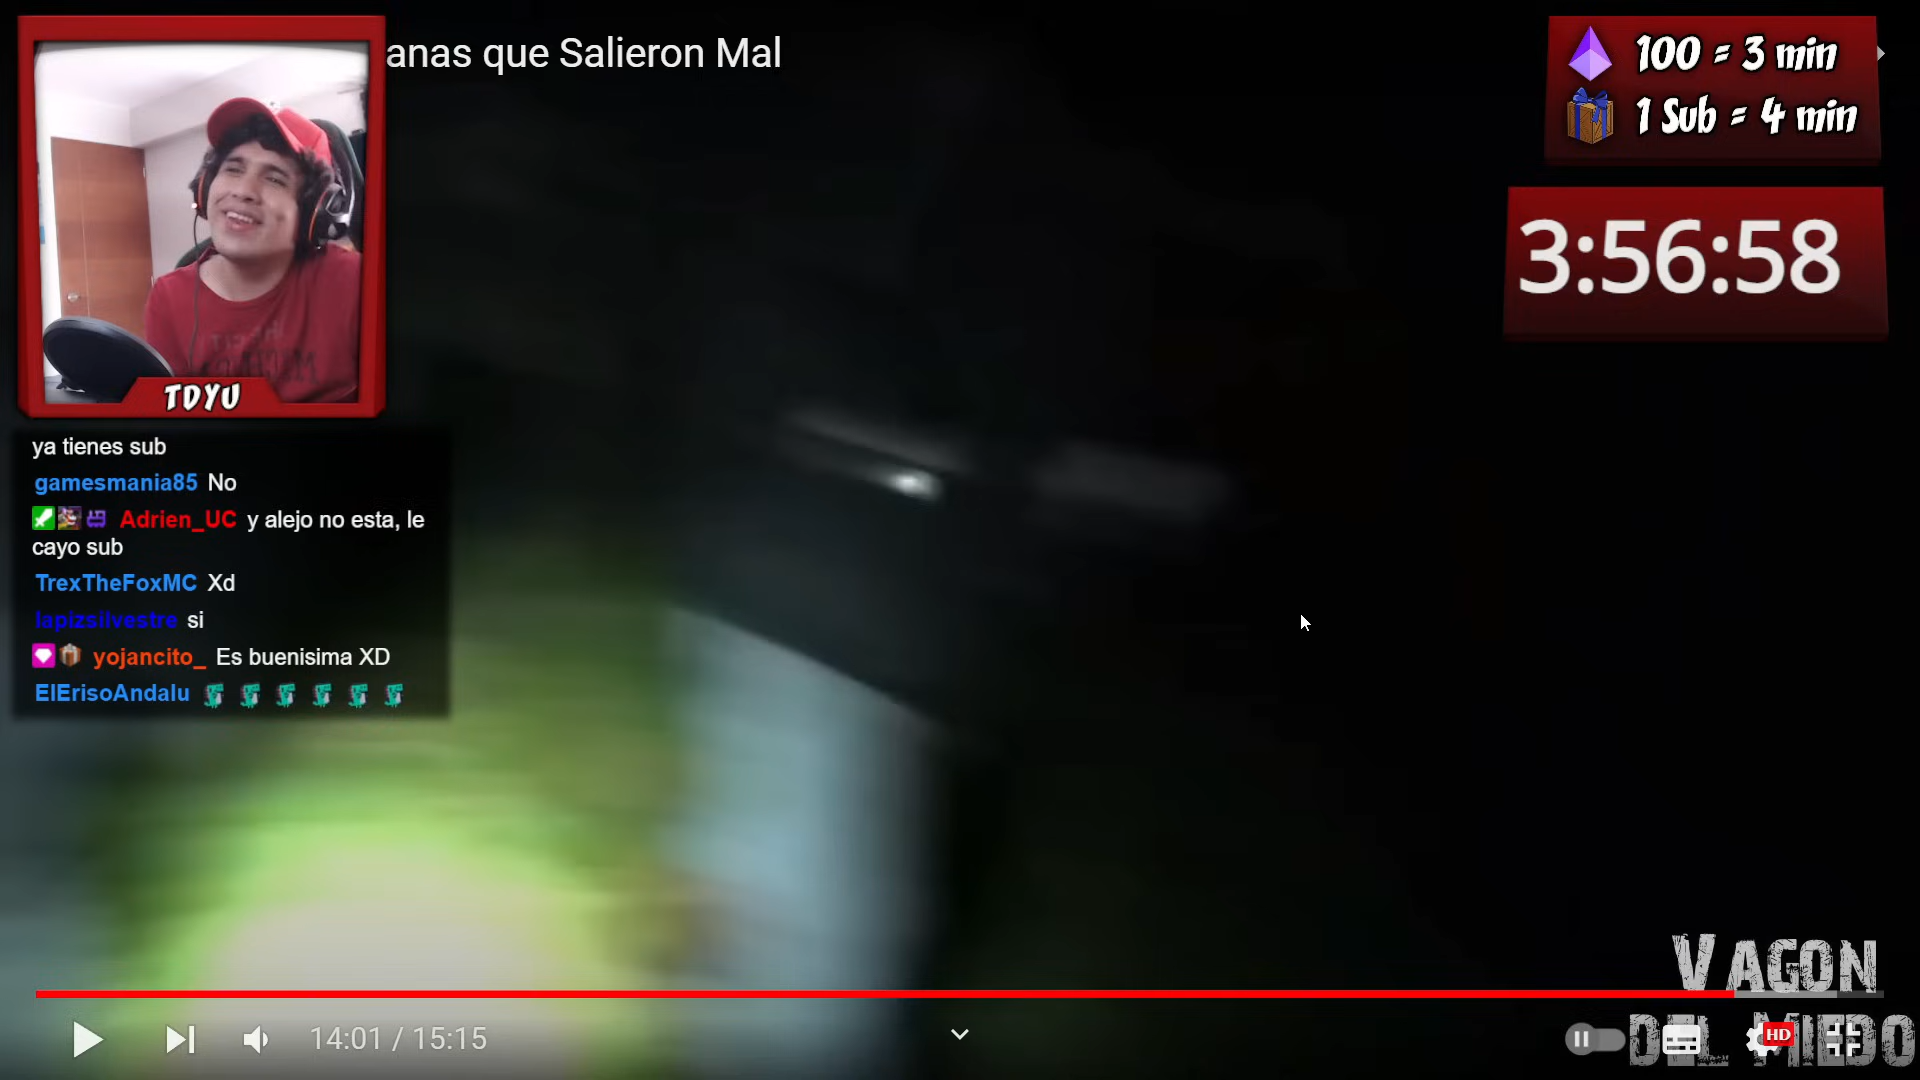 anas que Salieron Mal
100 = 3 min
1 Sub = 4 min
3:56:58
TDYU
ya tienes sub
gamesmania85 No
Adrien_UC y alejo no esta, le
cayo sub
TrexTheFoxMC Xd
lapizsilvestre si
yojancito_ Es buenisima XD
ElErisoAndalu
VAGON
DEL MIEDO
14:01 / 15:15
HD